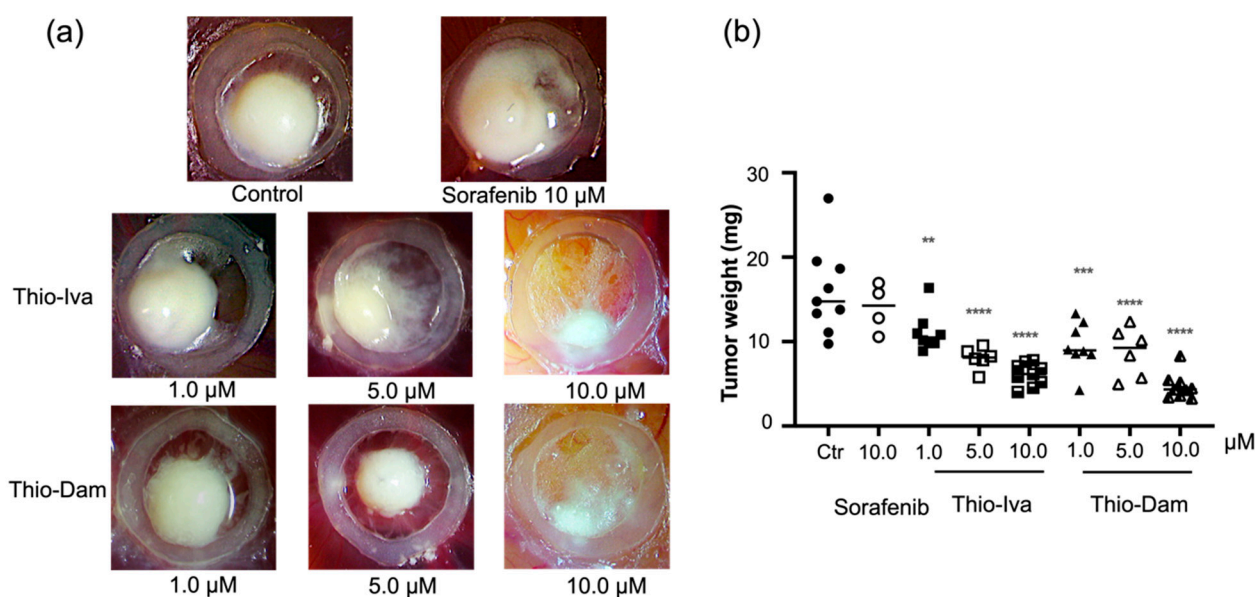 (a)
Control
Sorafenib 10 µM
Thio-Iva
1.0 µM
5.0 µM
10.0 µM
Thio-Dam
1.0 µM
5.0 µM
10.0 µM
(b)
Tumor weight (mg)
30
20
10
0
**
****
****
***
****
****
Ctr 10.0 1.0 5.0 10.0 1.0 5.0 10.0 µM
Sorafenib Thio-Iva Thio-Dam